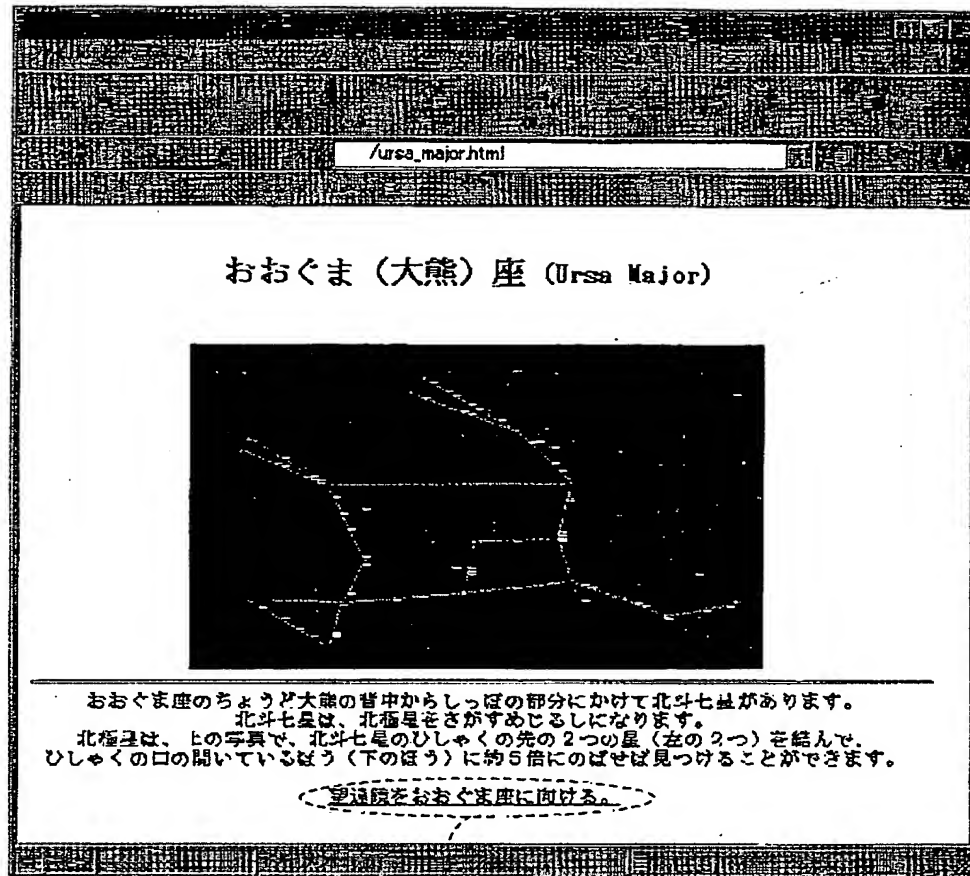 /ursa_major.html
おおぐま（大熊）座 (Ursa Major)
おおぐま座のちょうど大熊の背中からしっぽの部分にかけて北斗七星があります。
北斗七星は、北極星をさがすめじるしになります。
北極星は、上の写真で、北斗七星のひしゃくの先の２つの星（左の２つ）を結んで、
ひしゃくの口の開いているほう（下のほう）に約５倍にのばせば見つけることができます。
望遠鏡をおおぐま座に向ける。